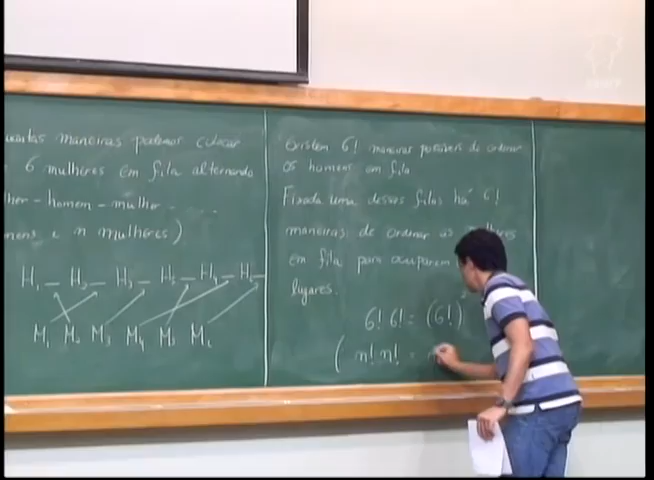 maneiras podemos colocar
6 mulheres em fila alternando
lher - homem - mulher - ....
mens e n mulheres)
H₁ - H₂ - H₃ - H₅ - H₄ - H₆ -
M₁ M₂ M₃ M₄ M₅ M₆
Existem 6! maneiras possíveis de ordenar
os homens em fila
Fixada uma dessas filas há 6!
maneiras de ordenar as mulheres
em fila para ocuparem
lugares.
6! 6! = (6!)
( n! n! =